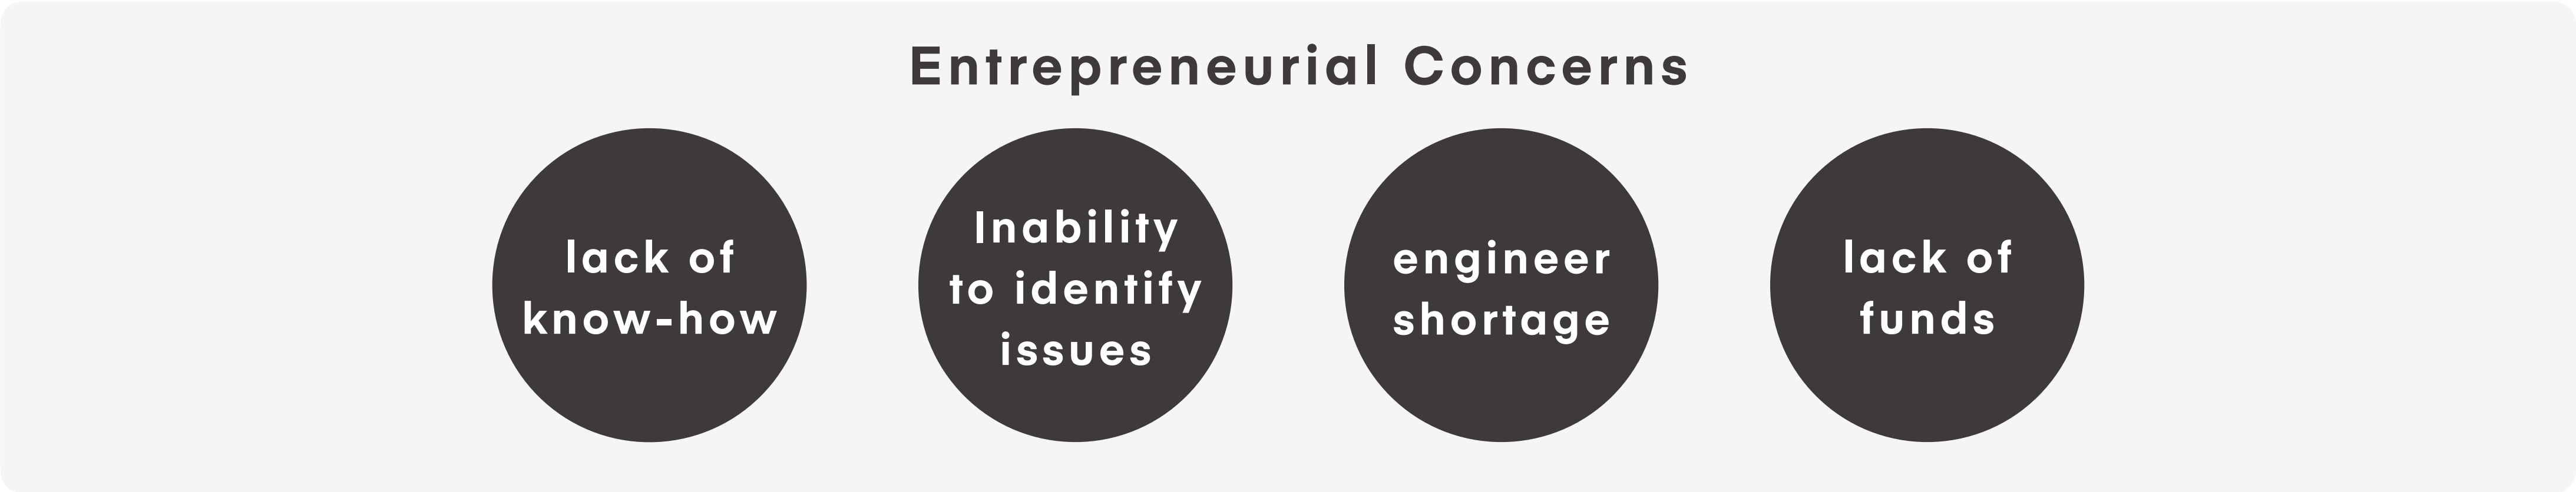 Entrepreneurial Concerns
lack of
know-how
Inability
to identify
issues
engineer
shortage
lack of
funds